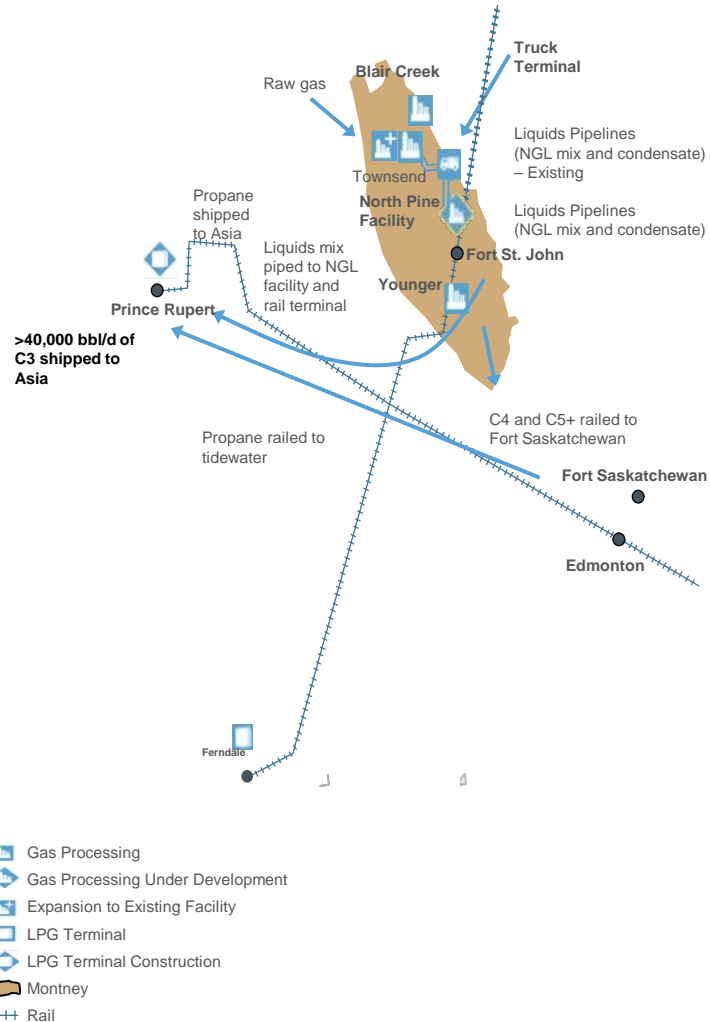 Truck
Terminal
Blair Creek
Raw gas
Liquids Pipelines
(NGL mix and condensate)
– Existing
Townsend
Propane
shipped
to Asia
North Pine
Facility
Liquids Pipelines
(NGL mix and condensate)
Liquids mix
piped to NGL
facility and
rail terminal
Fort St. John
Younger
Prince Rupert
>40,000 bbl/d of
C3 shipped to
Asia
C4 and C5+ railed to
Fort Saskatchewan
Propane railed to
tidewater
Fort Saskatchewan
Edmonton
Ferndale
Gas Processing
Gas Processing Under Development
Expansion to Existing Facility
LPG Terminal
LPG Terminal Construction
Montney
Rail